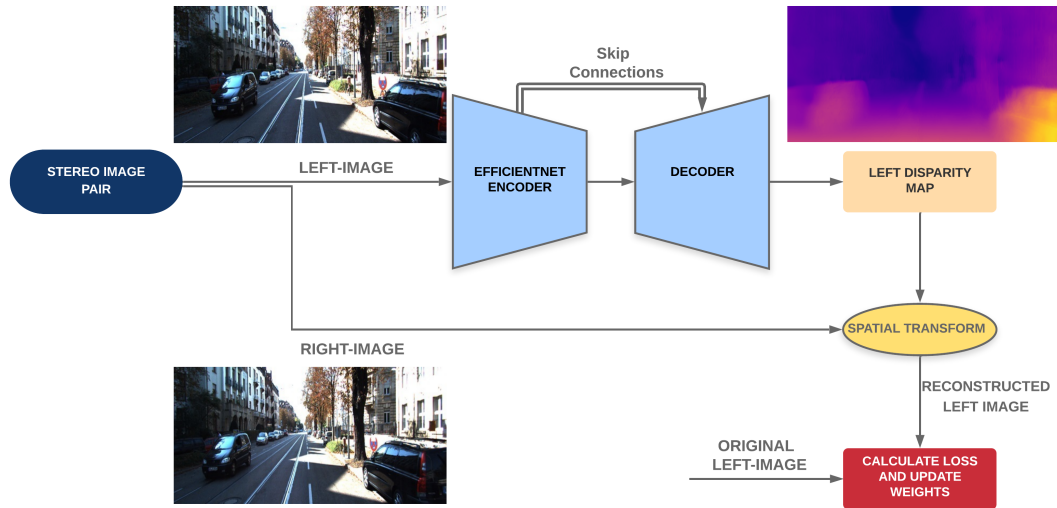 Skip
Connections
STEREO IMAGE
PAIR
LEFT-IMAGE
EFFICIENTNET
ENCODER
DECODER
LEFT DISPARITY
MAP
SPATIAL TRANSFORM
RIGHT-IMAGE
RECONSTRUCTED
LEFT IMAGE
ORIGINAL
LEFT-IMAGE
CALCULATE LOSS
AND UPDATE
WEIGHTS